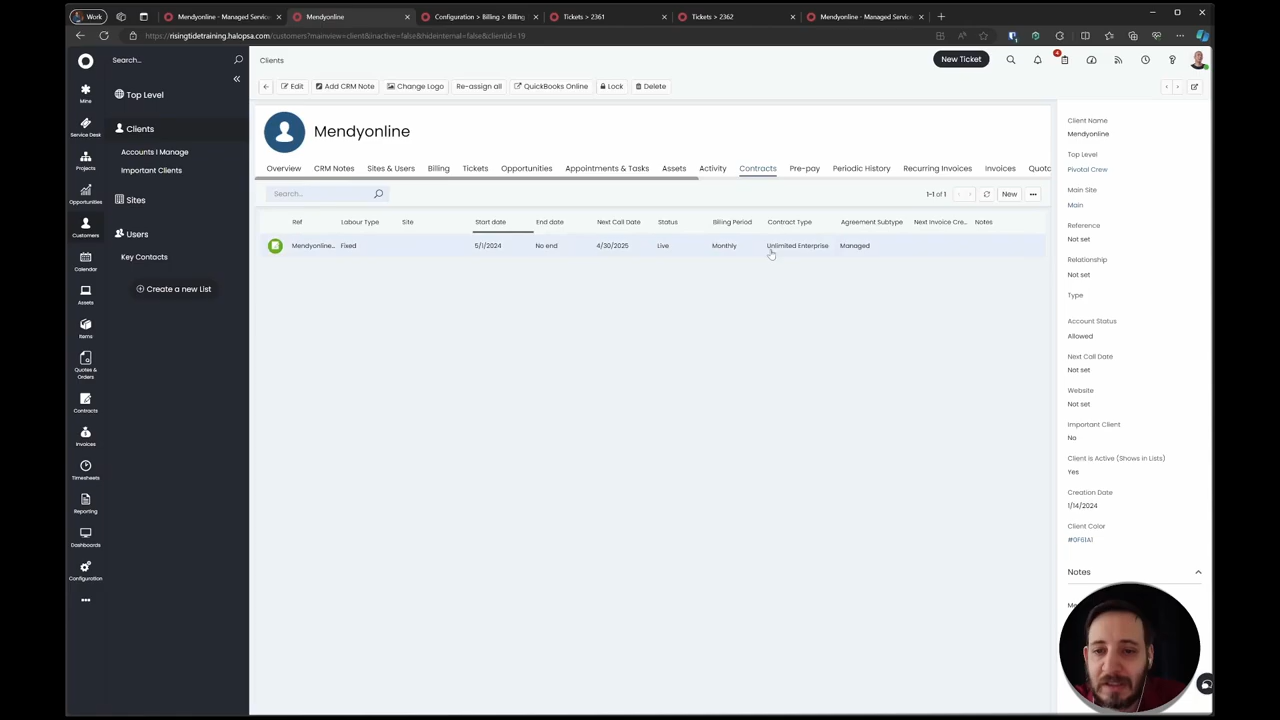 Work
Mendyonline - Managed Service
Mendyonline
Configuration > Billing > Billing
Tickets > 2361
Tickets > 2362
Mendyonline - Managed Service
https://risingtidetraining.halopsa.com/customers?mainview=client&inactive=false&hideinternal=false&clientid=19
Search...
Clients
New Ticket
4
Edit
Add CRM Note
Change Logo
Re-assign all
QuickBooks Online
Lock
Delete
Mine
Service Desk
Projects
Opportunities
Customers
Calendar
Assets
Items
Quotes & Orders
Contracts
Invoices
Timesheets
Reporting
Dashboards
Configuration
Top Level
Clients
Accounts I Manage
Important Clients
Sites
Users
Key Contacts
Create a new List
Mendyonline
Overview CRM Notes Sites & Users Billing Tickets Opportunities Appointments & Tasks Assets Activity Contracts Pre-pay Periodic History Recurring Invoices Invoices Quota
Search...
1-1 of 1
New
Ref Labour Type Site Start date End date Next Call Date Status Billing Period Contract Type Agreement Subtype Next Invoice Cre... Notes
Mendyonline... Fixed 5/1/2024 No end 4/30/2025 Live Monthly Unlimited Enterprise Managed
Client Name
Mendyonline
Top Level
Pivotal Crew
Main Site
Main
Reference
Not set
Relationship
Not set
Type
Account Status
Allowed
Next Call Date
Not set
Website
Not set
Important Client
No
Client is Active (Shows in Lists)
Yes
Creation Date
1/14/2024
Client Color
#0F61A1
Notes